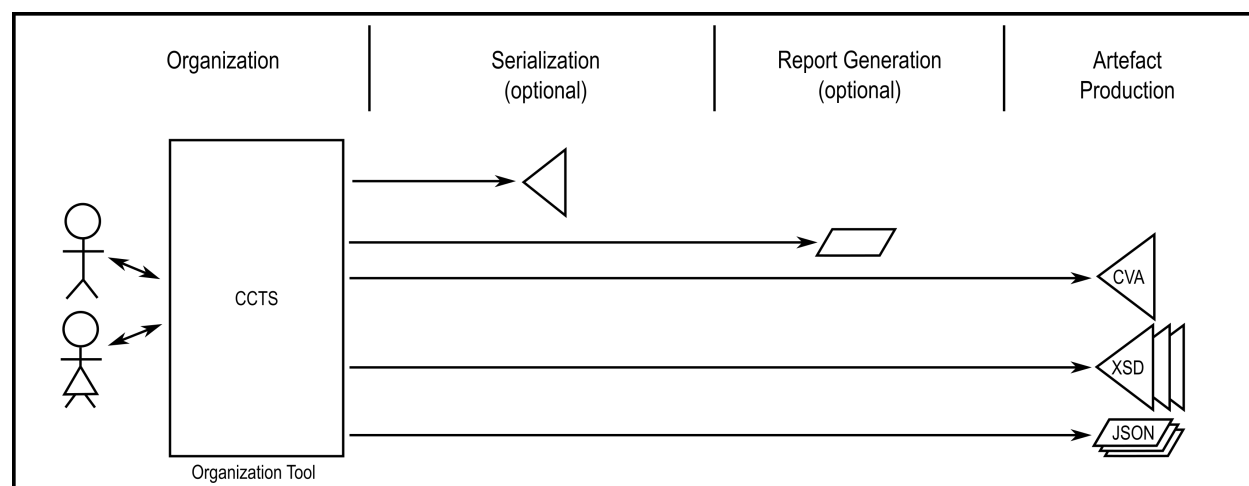 Organization
Serialization
(optional)
Report Generation
(optional)
Artefact
Production
CCTS
CVA
XSD
JSON
Organization Tool